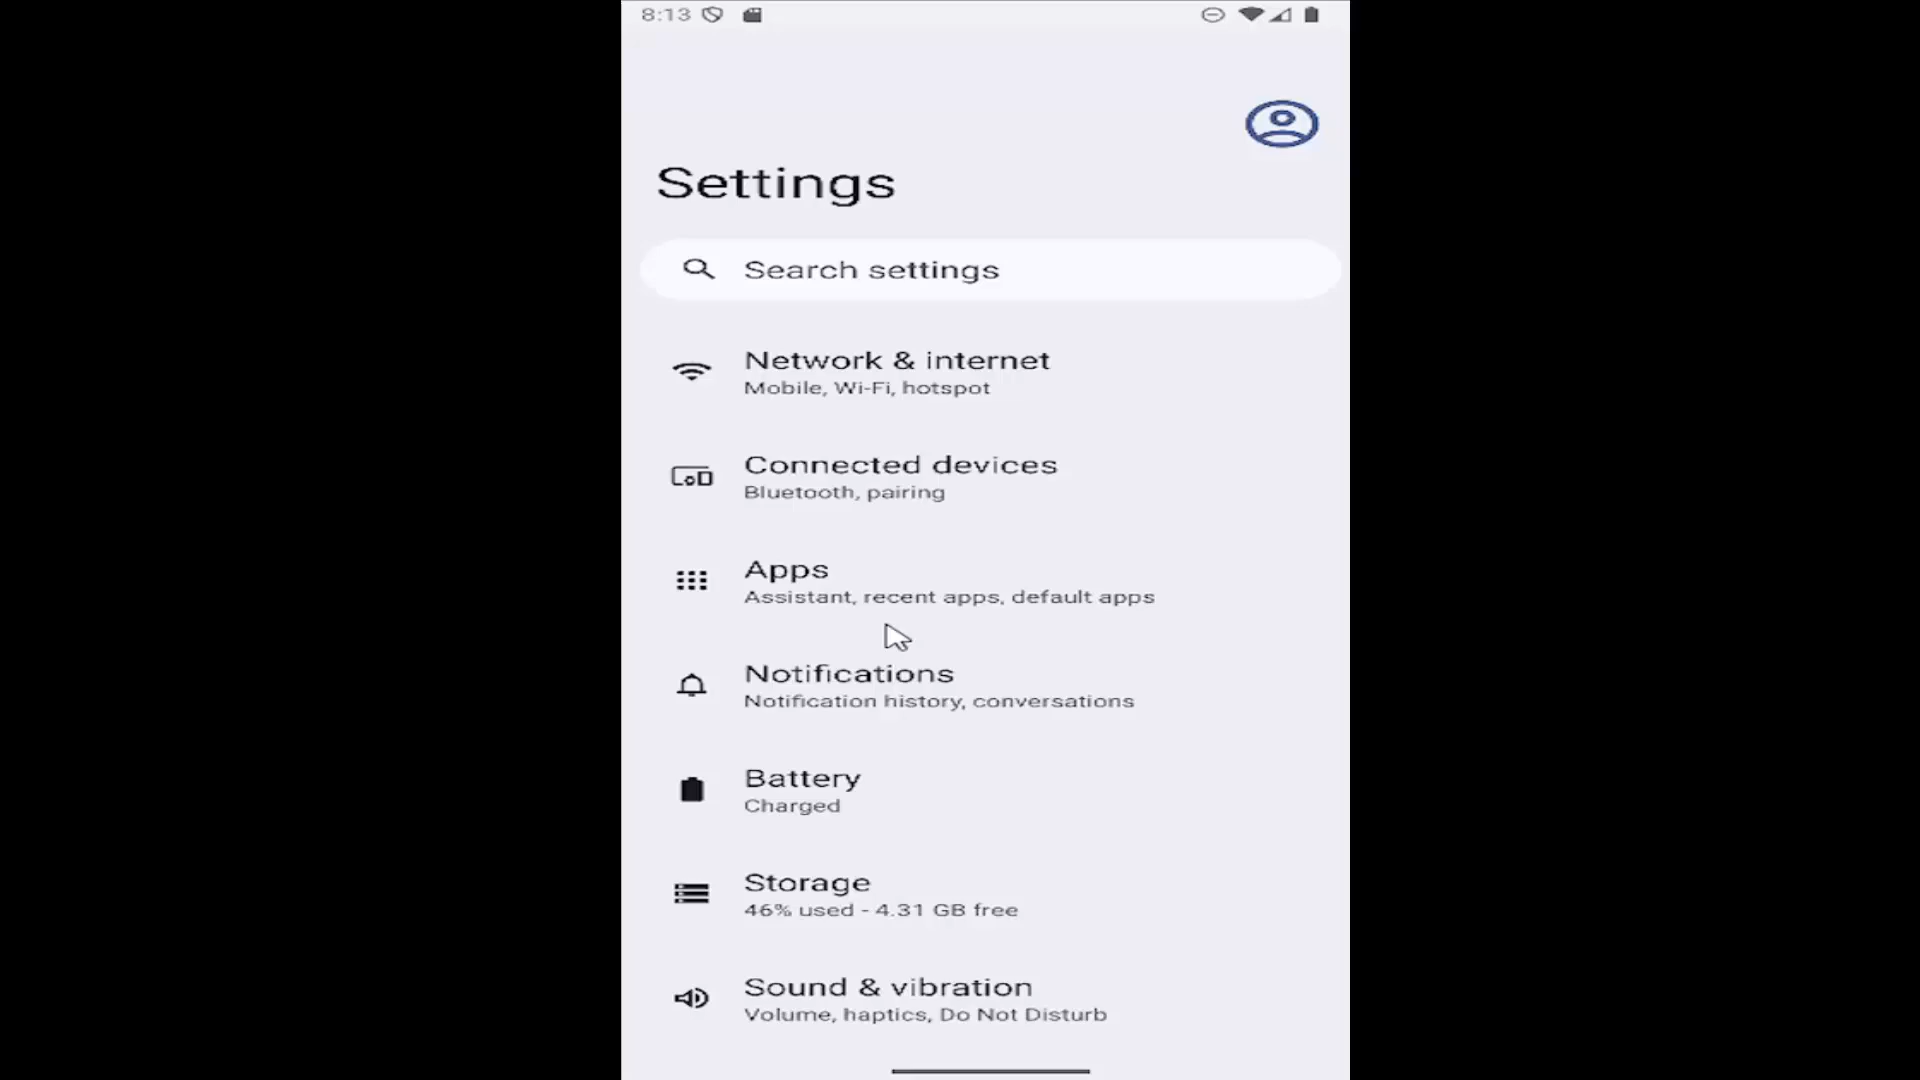 8:13
Settings
Search settings
Network & internet
Mobile, Wi-Fi, hotspot
Connected devices
Bluetooth, pairing
Apps
Assistant, recent apps, default apps
Notifications
Notification history, conversations
Battery
Charged
Storage
46% used - 4.31 GB free
Sound & vibration
Volume, haptics, Do Not Disturb